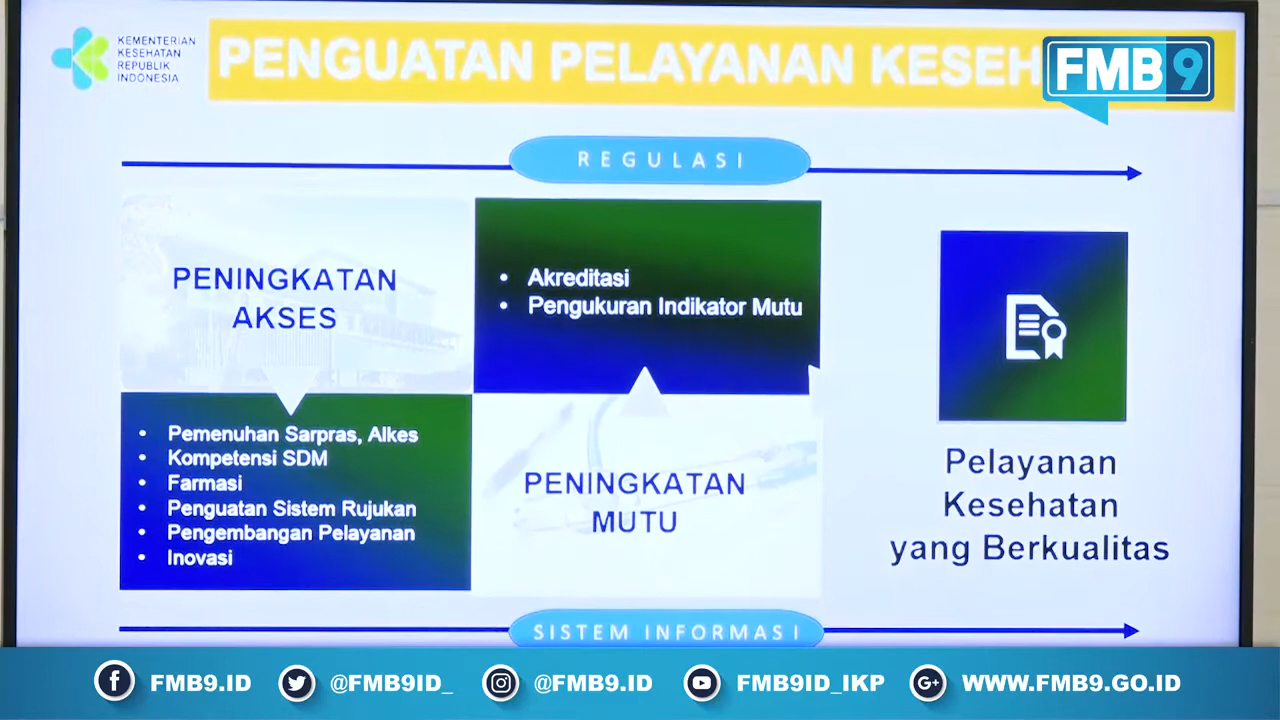 KEMENTERIAN
KESEHATAN
REPUBLIK
INDONESIA
PENGUATAN PELAYANAN KESEH
FMB 9
REGULASI
PENINGKATAN
AKSES
• Akreditasi
• Pengukuran Indikator Mutu
• Pemenuhan Sarpras, Alkes
• Kompetensi SDM
• Farmasi
• Penguatan Sistem Rujukan
• Pengembangan Pelayanan
• Inovasi
PENINGKATAN
MUTU
Pelayanan
Kesehatan
yang Berkualitas
SISTEM INFORMASI
FMB9.ID @FMB9ID_ @FMB9.ID FMB9ID_IKP G+ WWW.FMB9.GO.ID